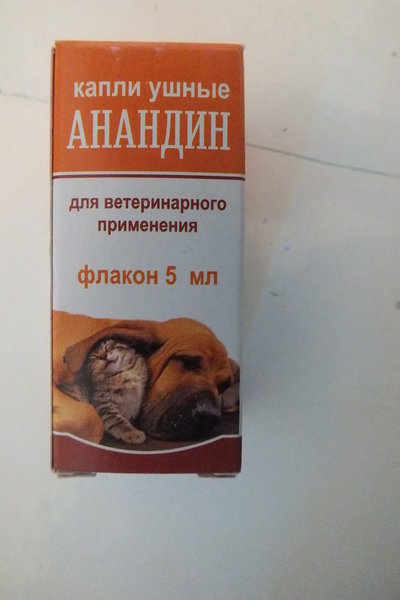 капли ушные
АНАНДИН
для ветеринарного
применения
флакон 5 мл